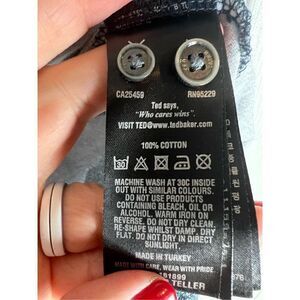 CA25459
RN95229
Ted says,
"Who cares wins".
VISIT TED@www.tedbaker.com
100% COTTON
30
MACHINE WASH AT 30C INSIDE
OUT WITH SIMILAR COLOURS.
DO NOT USE PRODUCTS
CONTAINING BLEACH, OIL OR
ALCOHOL. WARM IRON ON
REVERSE. DO NOT DRY CLEAN
RE-SHAPE WHILST DAMP. DRY
FLAT. DO NOT DRY IN DIRECT
SUNLIGHT.
MADE IN TURKEY
MADE WITH CARE, WEAR WITH PRIDE
TELLER